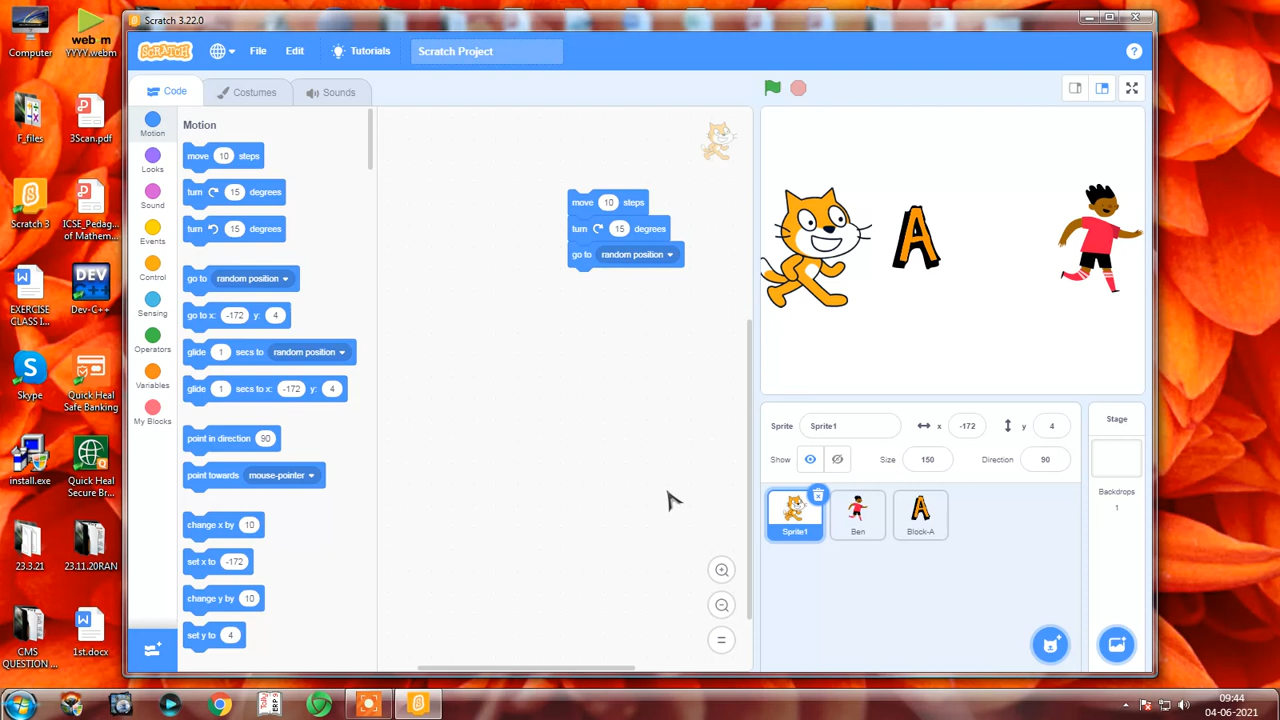 Scratch 3.22.0
SCRATCH
File
Edit
Tutorials
Scratch Project
?
Code
Costumes
Sounds
Motion
Looks
Sound
Events
Control
Sensing
Operators
Variables
My Blocks
Motion
move 10 steps
turn 15 degrees
turn 15 degrees
go to random position
go to x: -172 y: 4
glide 1 secs to random position
glide 1 secs to x: -172 y: 4
point in direction 90
point towards mouse-pointer
change x by 10
set x to -172
change y by 10
set y to 4
move 10 steps
turn 15 degrees
go to random position
A
Sprite Sprite1 x -172 y 4
Show Size 150 Direction 90
Sprite1
Ben
A
Block-A
Stage
Backdrops
1
Computer
web m
YYYY.webm
F_files
3Scan.pdf
Scratch 3
ICSE_Pedag...
of Mathem...
EXERCISE
CLASS I...
DEV
Dev-C++
Skype
Quick Heal
Safe Banking
install.exe
Quick Heal
Secure Br...
23.3.21
23.11.20RAN
CMS
QUESTION ...
1st.docx
09:44
04-06-2021